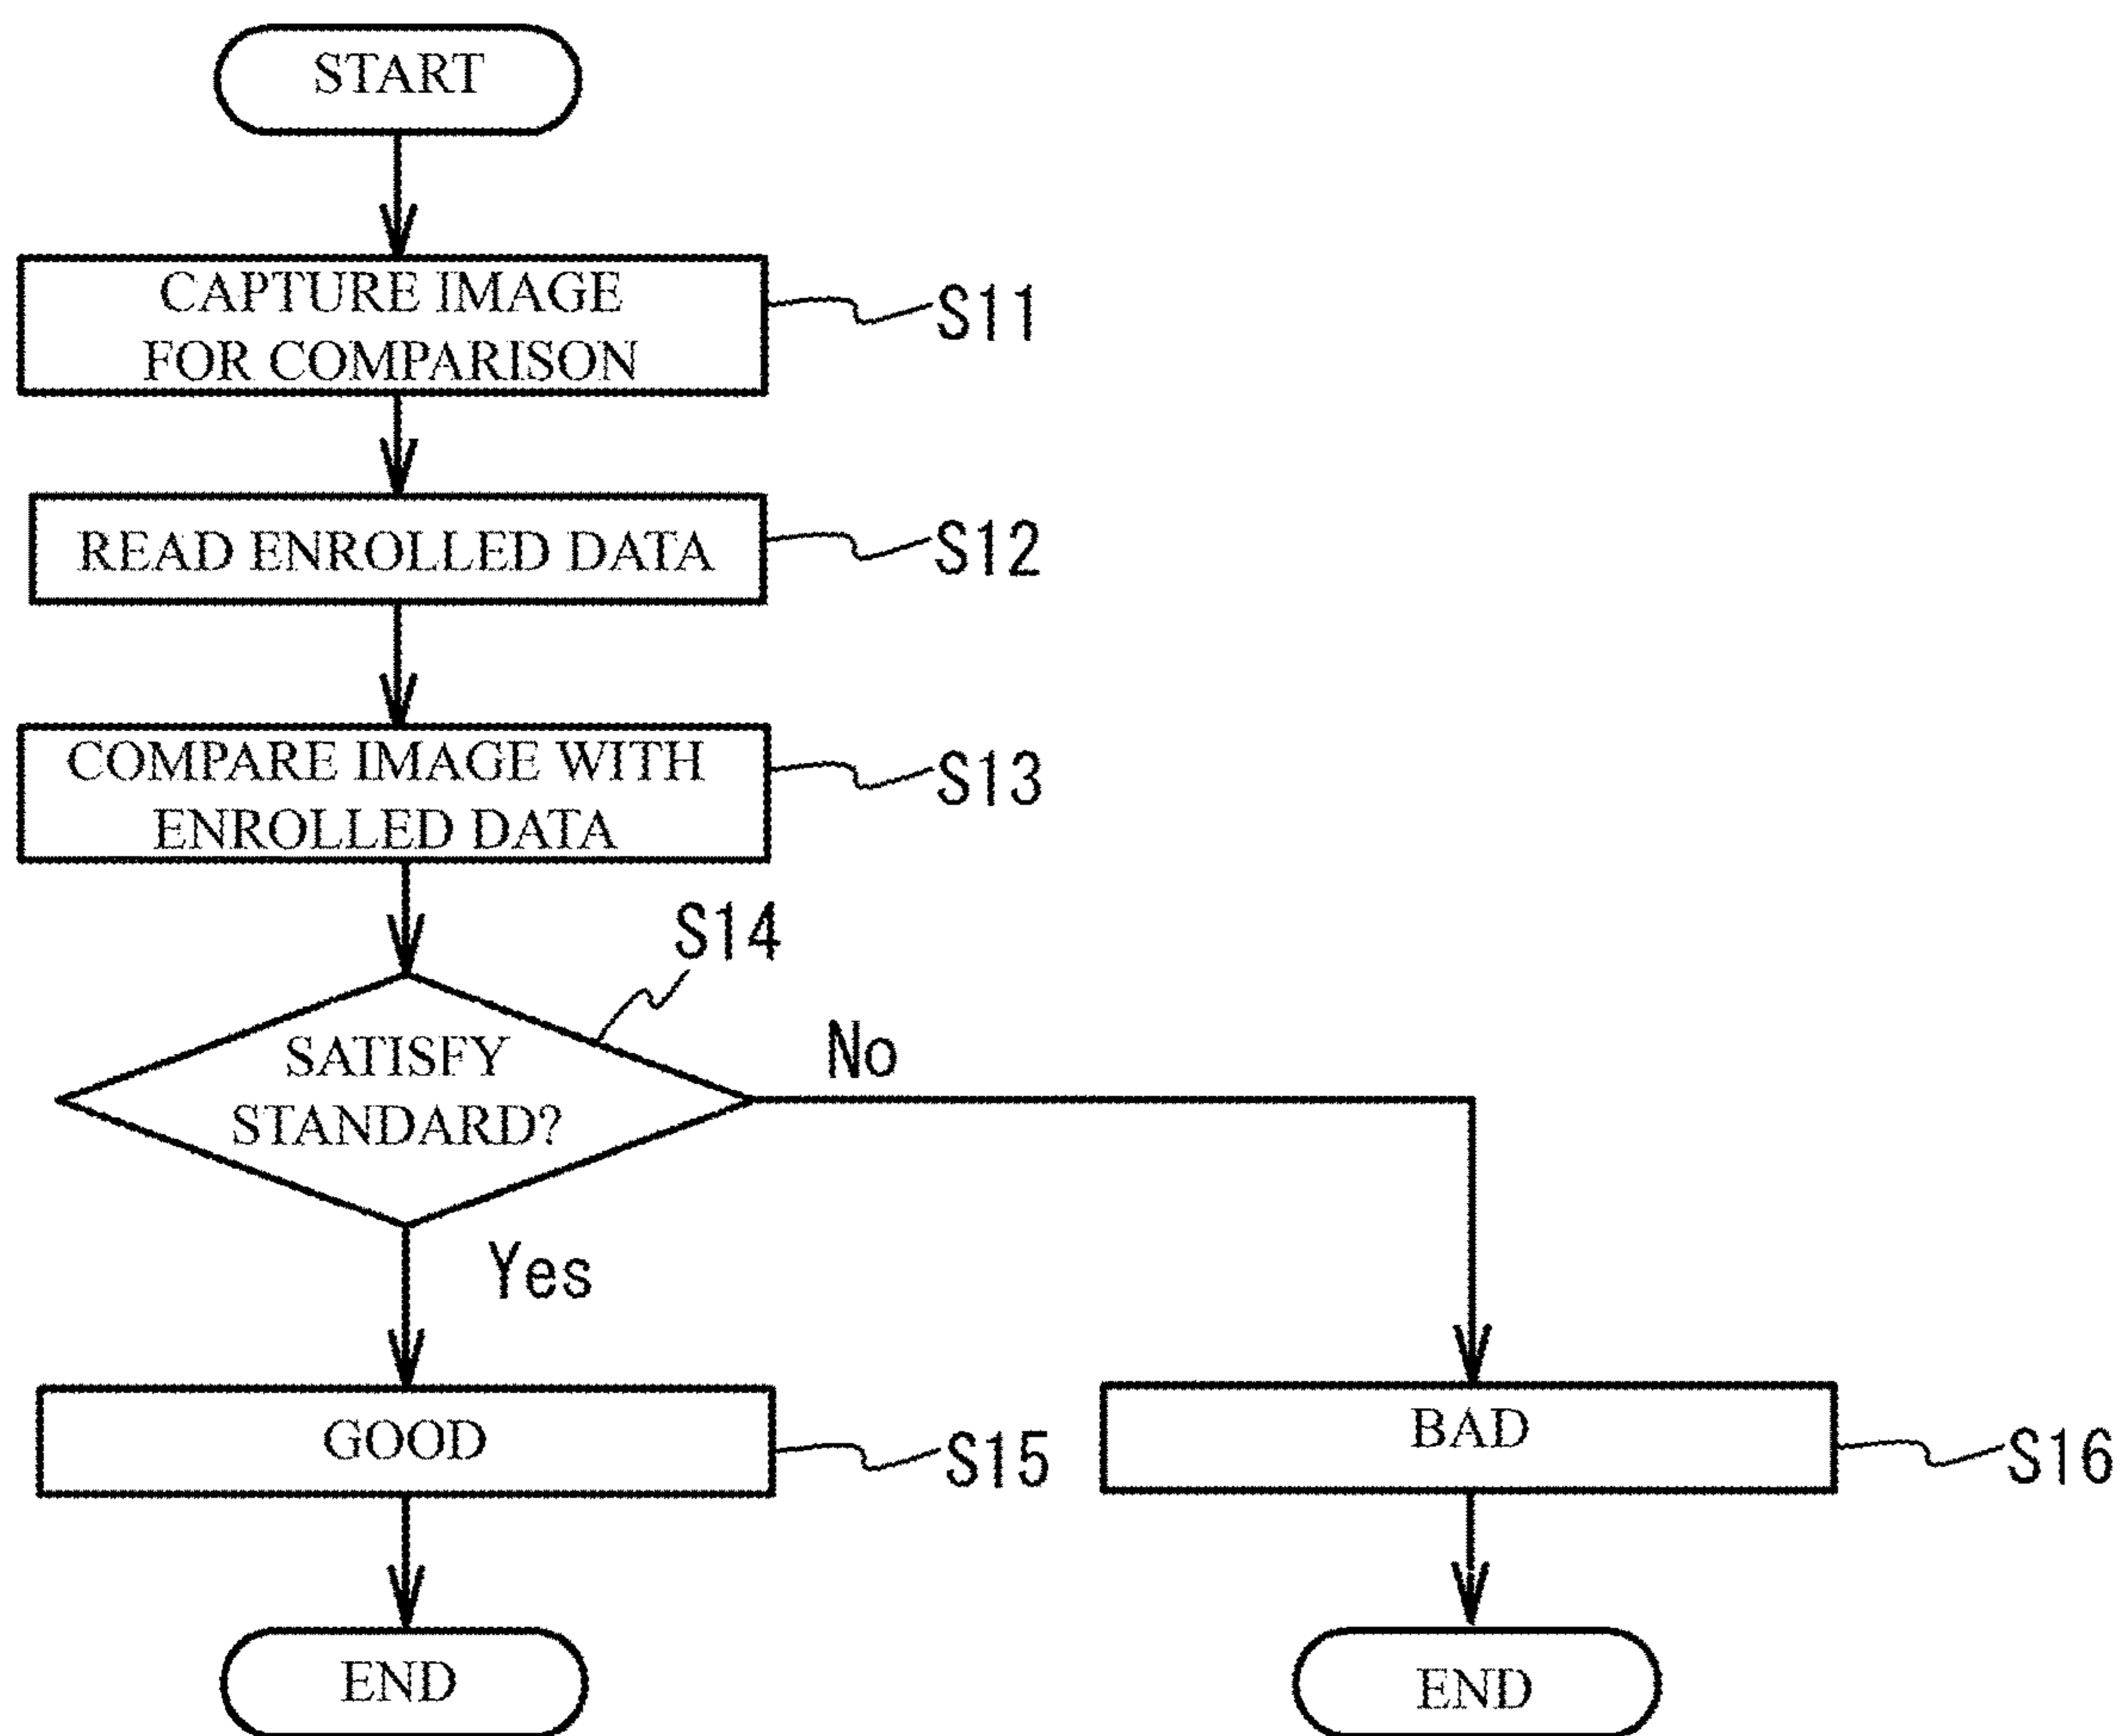 START
CAPTURE IMAGE
FOR COMPARISON
S11
READ ENROLLED DATA
S12
COMPARE IMAGE WITH
ENROLLED DATA
S13
S14
SATISFY
STANDARD?
No
Yes
GOOD
S15
BAD
S16
END
END